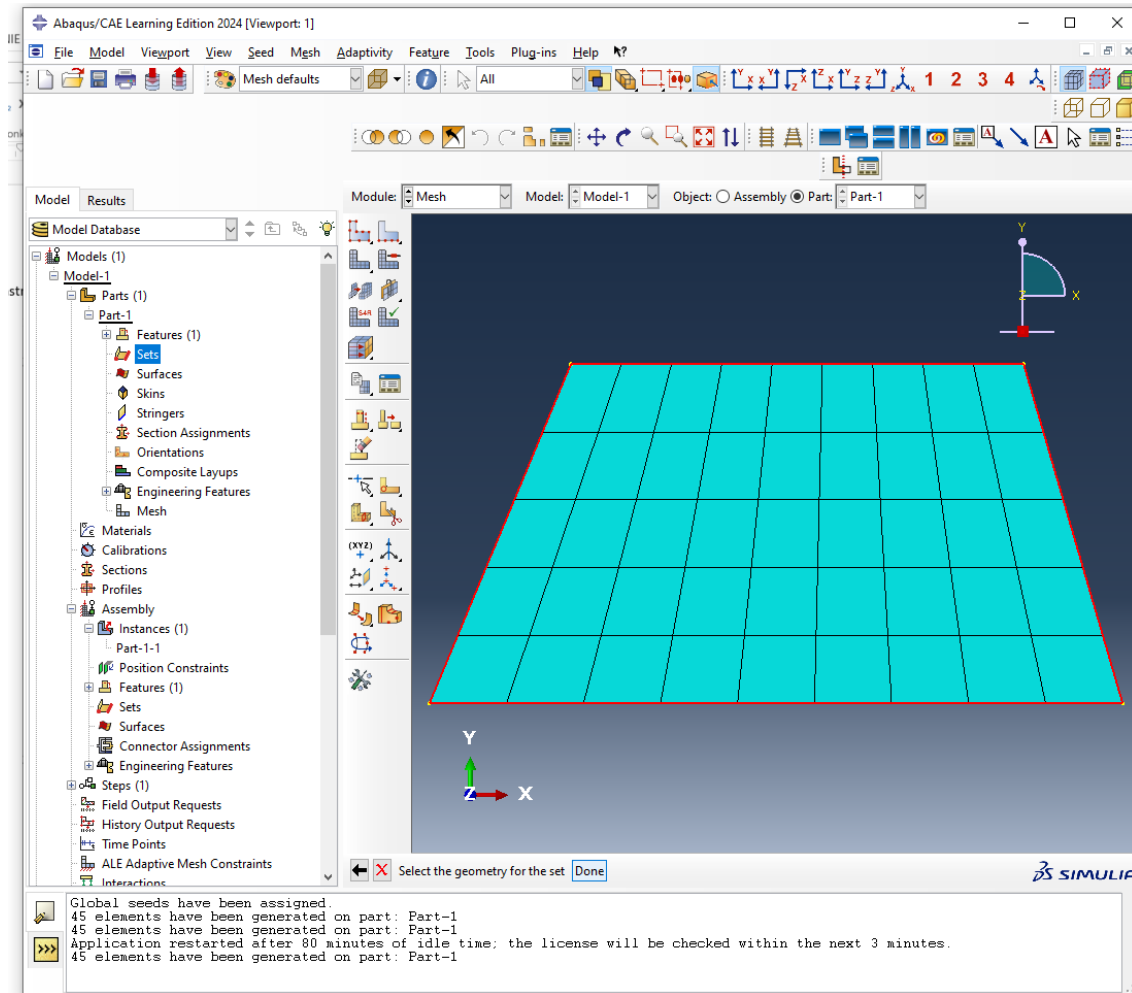 Abaqus/CAE Learning Edition 2024 [Viewport: 1]
File Model Viewport View Seed Mesh Adaptivity Feature Tools Plug-ins Help
Mesh defaults All 1 2 3 4
Model Results
Module: Mesh Model: Model-1 Object: Assembly Part: Part-1
Model Database
Models (1)
Model-1
Parts (1)
Part-1
Features (1)
Sets
Surfaces
Skins
Stringers
Section Assignments
Orientations
Composite Layups
Engineering Features
Mesh
Materials
Calibrations
Sections
Profiles
Assembly
Instances (1)
Part-1-1
Position Constraints
Features (1)
Sets
Surfaces
Connector Assignments
Engineering Features
Steps (1)
Field Output Requests
History Output Requests
Time Points
ALE Adaptive Mesh Constraints
Interactions
(XYZ)
Y
Z X
Y
Z X
Select the geometry for the set Done
SIMULIA
Global seeds have been assigned.
45 elements have been generated on part: Part-1
45 elements have been generated on part: Part-1
Application restarted after 80 minutes of idle time; the license will be checked within the next 3 minutes.
45 elements have been generated on part: Part-1